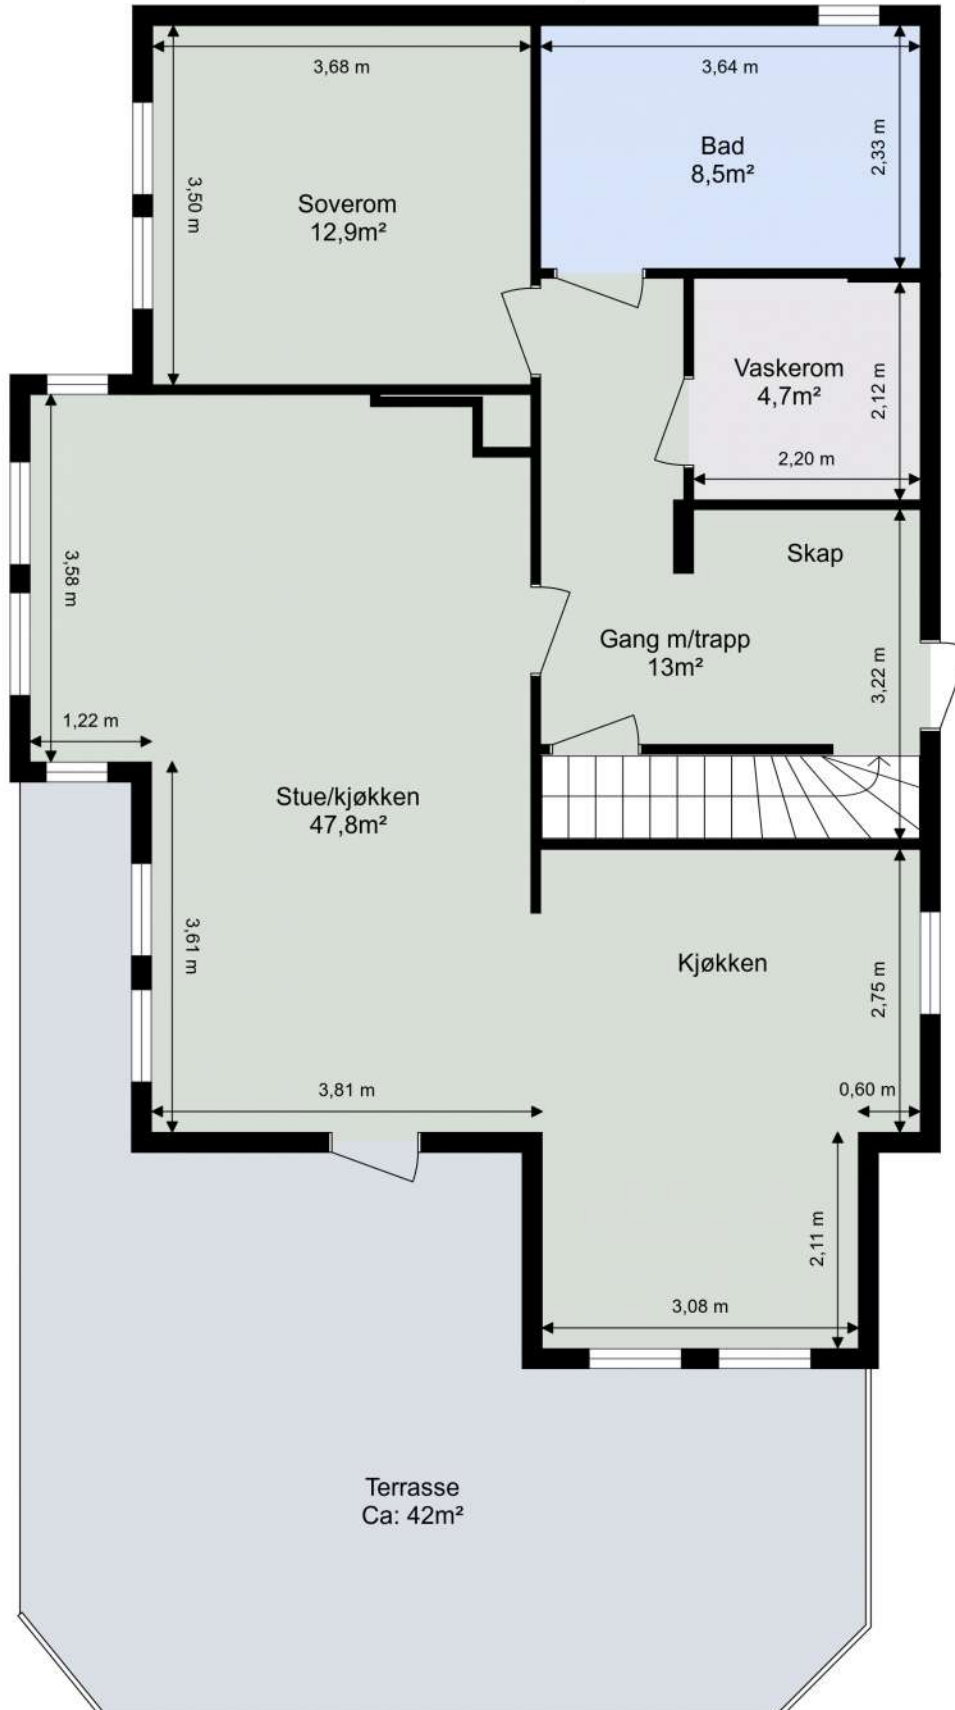 3,68 m
3,64 m
Bad
8,5m²
2,33 m
3,50 m
Soverom
12,9m²
Vaskerom
4,7m²
2,12 m
2,20 m
Skap
3,58 m
Gang m/trapp
13m²
3,22 m
1,22 m
Stue/kjøkken
47,8m²
3,61 m
Kjøkken
2,75 m
3,81 m
0,60 m
2,11 m
3,08 m
Terrasse
Ca: 42m²